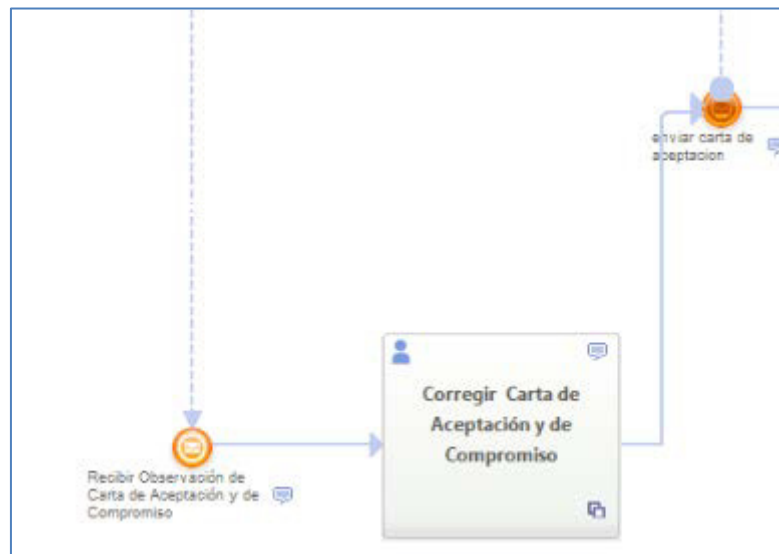 enviar carta de
aceptacion
Corregir Carta de
Aceptación y de
Compromiso
Recibir Observación de
Carta de Aceptación y de
Compromiso